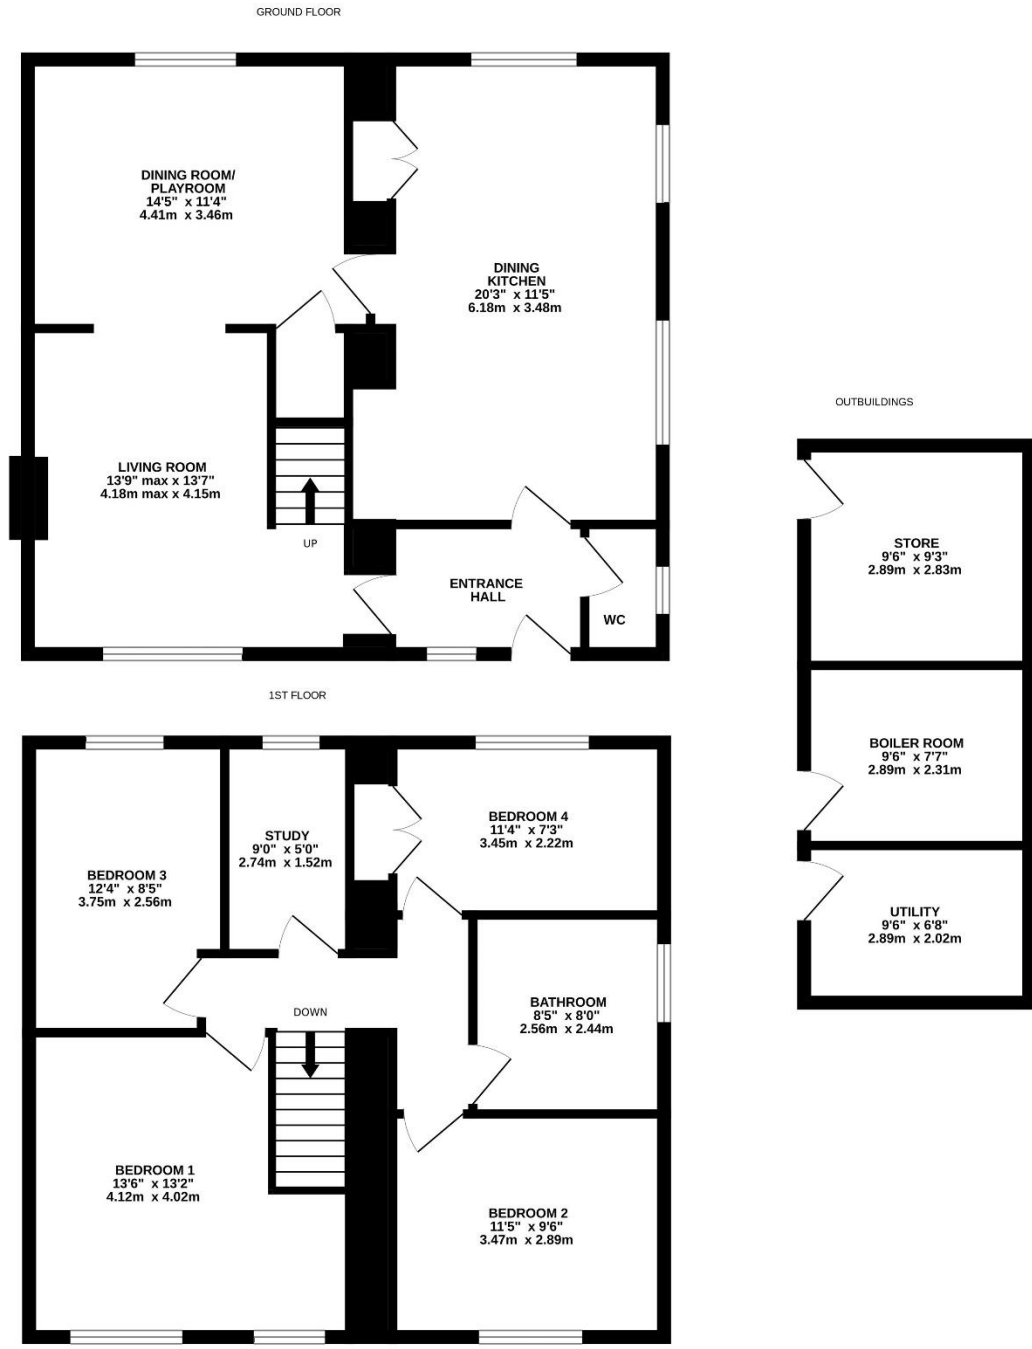 GROUND FLOOR
DINING ROOM/
PLAYROOM
14'5" x 11'4"
4.41m x 3.46m
DINING
KITCHEN
20'3" x 11'5"
6.18m x 3.48m
LIVING ROOM
13'9" max x 13'7"
4.18m max x 4.15m
UP
ENTRANCE
HALL
WC
OUTBUILDINGS
STORE
9'6" x 9'3"
2.89m x 2.83m
BOILER ROOM
9'6" x 7'7"
2.89m x 2.31m
UTILITY
9'6" x 6'8"
2.89m x 2.02m
1ST FLOOR
BEDROOM 3
12'4" x 8'5"
3.75m x 2.56m
STUDY
9'0" x 5'0"
2.74m x 1.52m
BEDROOM 4
11'4" x 7'3"
3.45m x 2.22m
BATHROOM
8'5" x 8'0"
2.56m x 2.44m
DOWN
BEDROOM 1
13'6" x 13'2"
4.12m x 4.02m
BEDROOM 2
11'5" x 9'6"
3.47m x 2.89m